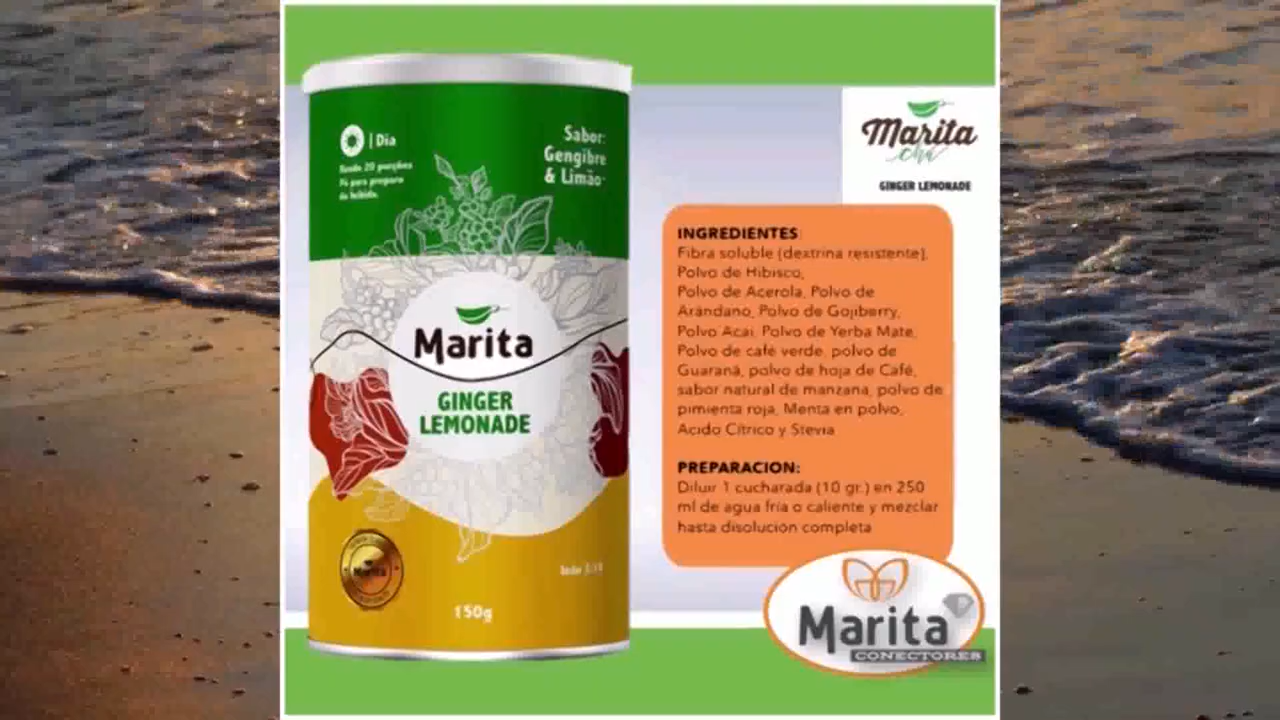 | Dia
Sabor:
Gengibre
& Limão
Marita
GINGER
LEMONADE
150g
Marita
chá
GINGER LEMONADE
INGREDIENTES
Fibra soluble (dextrina resistente),
Polvo de Hibisco,
Polvo de Acerola, Polvo de
Arándano, Polvo de Gojiberry,
Polvo Acai, Polvo de Yerba Mate,
Polvo de café verde, polvo de
Guaraná, polvo de hoja de Café,
sabor natural de manzana, polvo de
pimienta roja, Menta en polvo,
Acido Cítrico y Stevia
PREPARACION:
Diluir 1 cucharada (10 gr.) en 250
ml de agua fría o caliente y mezclar
hasta disolución completa
Marita
CONECTORES